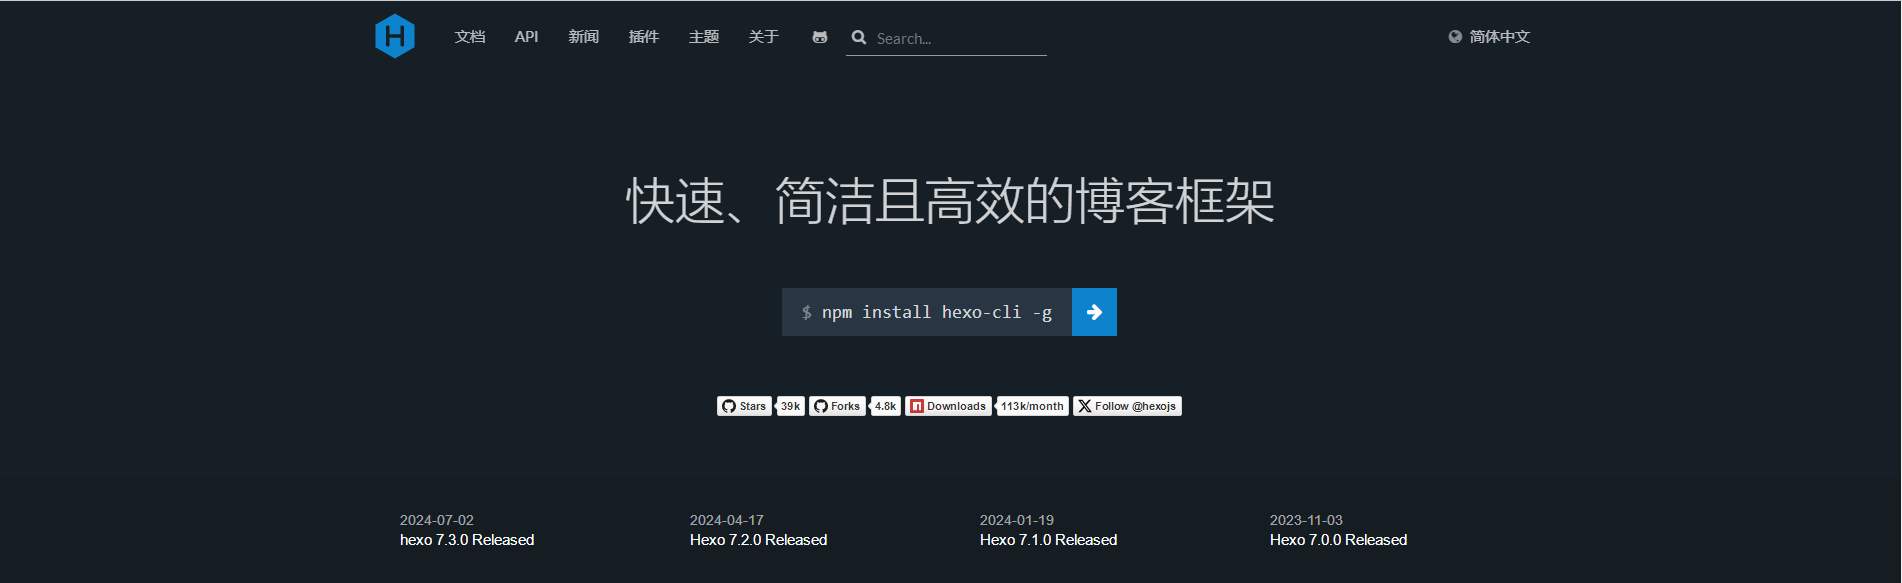 H 文档 API 新闻 插件 主题 关于 Search... 简体中文
快速、简洁且高效的博客框架
$ npm install hexo-cli -g
Stars 39k Forks 4.8k Downloads 113k/month Follow @hexojs
2024-07-02 2024-04-17 2024-01-19 2023-11-03
hexo 7.3.0 Released Hexo 7.2.0 Released Hexo 7.1.0 Released Hexo 7.0.0 Released